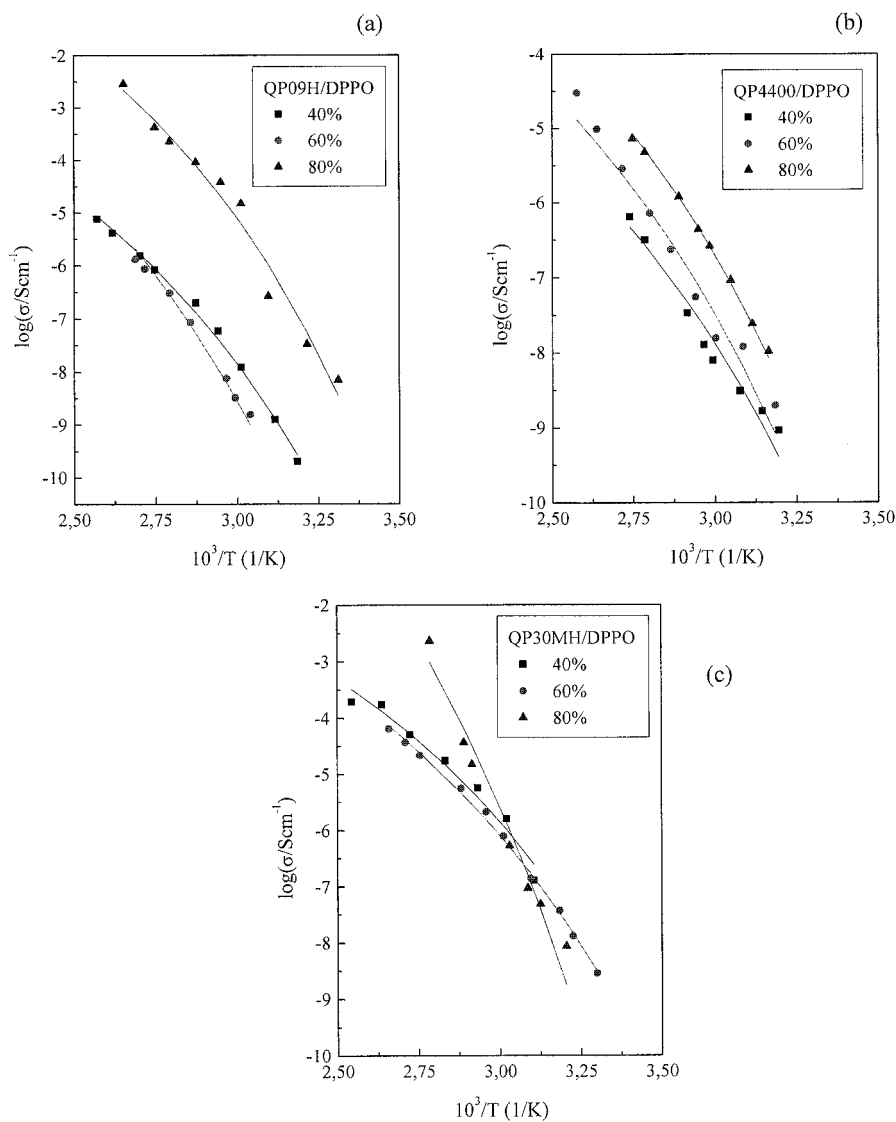 (a)
-2
-3
-4
-5
-6
-7
-8
-9
-10
log(σ/Scm⁻¹)
QP09H/DPPO
40%
60%
80%
2,50 2,75 3,00 3,25 3,50
10³/T (1/K)
(b)
-4
-5
-6
-7
-8
-9
-10
log(σ/Scm⁻¹)
QP4400/DPPO
40%
60%
80%
2,50 2,75 3,00 3,25 3,50
10³/T (1/K)
(c)
-2
-3
-4
-5
-6
-7
-8
-9
-10
log(σ/Scm⁻¹)
QP30MH/DPPO
40%
60%
80%
2,50 2,75 3,00 3,25 3,50
10³/T (1/K)